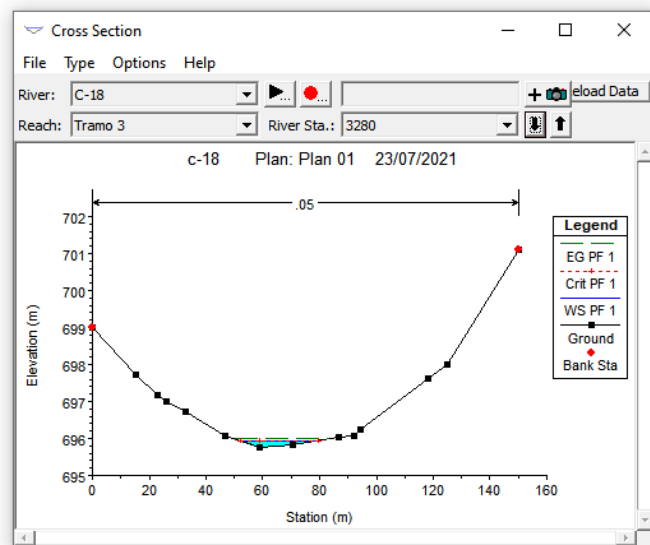 Cross Section
File Type Options Help
River: C-18 eload Data
Reach: Tramo 3 River Sta.: 3280
c-18 Plan: Plan 01 23/07/2021
.05
Legend
EG PF 1
Crit PF 1
WS PF 1
Ground
Bank Sta
702
701
700
699
698
697
696
695
Elevation (m)
0 20 40 60 80 100 120 140 160
Station (m)